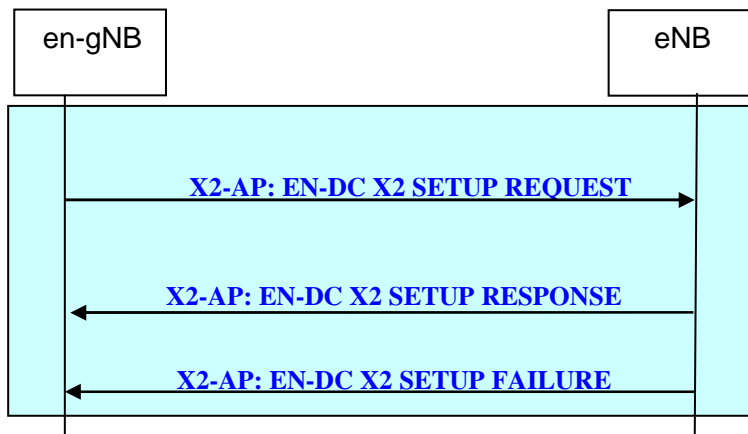 en-gNB
eNB
X2-AP: EN-DC X2 SETUP REQUEST
X2-AP: EN-DC X2 SETUP RESPONSE
X2-AP: EN-DC X2 SETUP FAILURE